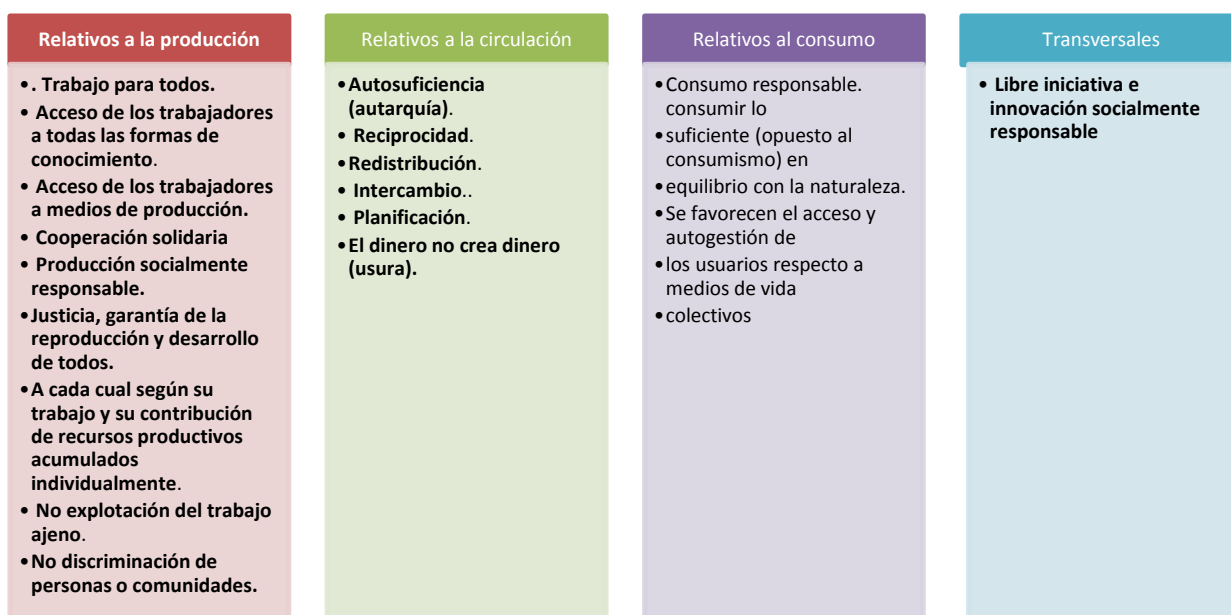 Relativos a la producción
•. Trabajo para todos.
• Acceso de los trabajadores
a todas las formas de
conocimiento.
• Acceso de los trabajadores
a medios de producción.
• Cooperación solidaria
• Producción socialmente
responsable.
•Justicia, garantía de la
reproducción y desarrollo
de todos.
•A cada cual según su
trabajo y su contribución
de recursos productivos
acumulados
individualmente.
• No explotación del trabajo
ajeno.
•No discriminación de
personas o comunidades.
Relativos a la circulación
•Autosuficiencia
(autarquía).
• Reciprocidad.
•Redistribución.
• Intercambio..
• Planificación.
•El dinero no crea dinero
(usura).
Relativos al consumo
•Consumo responsable.
consumir lo
•suficiente (opuesto al
consumismo) en
•equilibrio con la naturaleza.
•Se favorecen el acceso y
autogestión de
•los usuarios respecto a
medios de vida
•colectivos
Transversales
• Libre iniciativa e
innovación socialmente
responsable